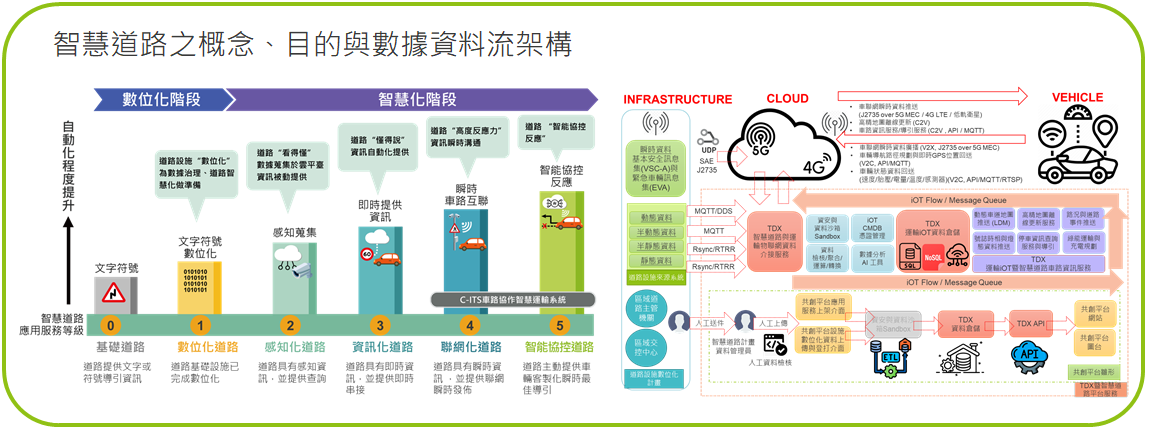 智慧道路之概念、目的與數據資料流架構
數位化階段
智慧化階段
自動化程度提升
智慧道路
應用服務等級
道路設施 “數位化”
為數據治理、道路智
慧化做準備
道路 “看得懂”
數據蒐集於雲平臺
資訊被動提供
道路 “懂得說”
資訊自動化提供
道路 “高度反應力”
資訊瞬時溝通
道路 “智能協控
反應”
文字符號
文字符號
數位化
0101010
1010101
0101010
1010101
感知蒐集
即時提供
資訊
60
瞬時
車路互聯
智能協控
反應
C-ITS車路協作智慧運輸系統
0
1
2
3
4
5
基礎道路
數位化道路
感知化道路
資訊化道路
聯網化道路
智能協控道路
道路提供文字或
符號導引資訊
道路基礎設施已
完成數位化
道路具有感知資
訊，並提供查詢
道路具有即時資
訊，並提供即時
串接
道路具有瞬時資
訊，並提供聯網
瞬時發佈
道路主動提供車
輛客製化瞬時最
佳導引
INFRASTRUCTURE
CLOUD
VEHICLE
瞬時資料
基本安全訊息
集(VSC-A)與
緊急車輛訊息
集(EVA)
UDP
SAE
J2735
5G
4G
• 車聯網瞬時資料推送
(J2735 over 5G MEC / 4G LTE / 低軌衛星)
• 高精地圖離線更新 (C2V)
• 車路資訊服務/導引服務 (C2V , API / MQTT)
• 車聯網瞬時資料廣播 (V2X, J2735 over 5G MEC)
• 車輛導航路徑規劃與即時GPS位置回送
(V2C, API/MQTT)
• 車輛狀態資料回送
(速度/胎壓/電量/溫度/感測器)(V2C, API/MQTT/RTSP)
動態資料
半動態資料
半靜態資料
靜態資料
道路設施來源系統
MQTT/DDS
MQTT
Rsync/RTRR
Rsync/RTRR
iOT Flow / Message Queue
TDX
智慧道路與運
輸物聯網資料
介接服務
資安與
資料沙箱
Sandbox
iOT
CMDB
憑證管理
資料
檢核/聚合/
運算/轉換
數據分析
AI 工具
TDX
運輸iOT資料倉儲
SQL
NoSQL
動態車道地圖
推送 (LDM)
高精地圖離
線更新服務
路況與道路
事件推送
號誌時相與燈
態資料推送
停車資訊查詢
服務與導引
綠能運輸與
充電規劃
TDX
運輸iOT暨智慧道路車路資訊服務
iOT Flow / Message Queue
區域道
路主管
機關
區域交
控中心
道路設施數位化
計畫
人工送件
智慧道路計畫
資料管理員
人工上傳
人工資料檢核
共創平台應用
服務上架介面
共創平台設施
數位化資料上
傳與登打介面
Sandbox
ETL
TDX
資料倉儲
TDX API
API
共創平台
網站
共創平台
圖台
共創平台雛形
TDX暨智慧道
路平台服務